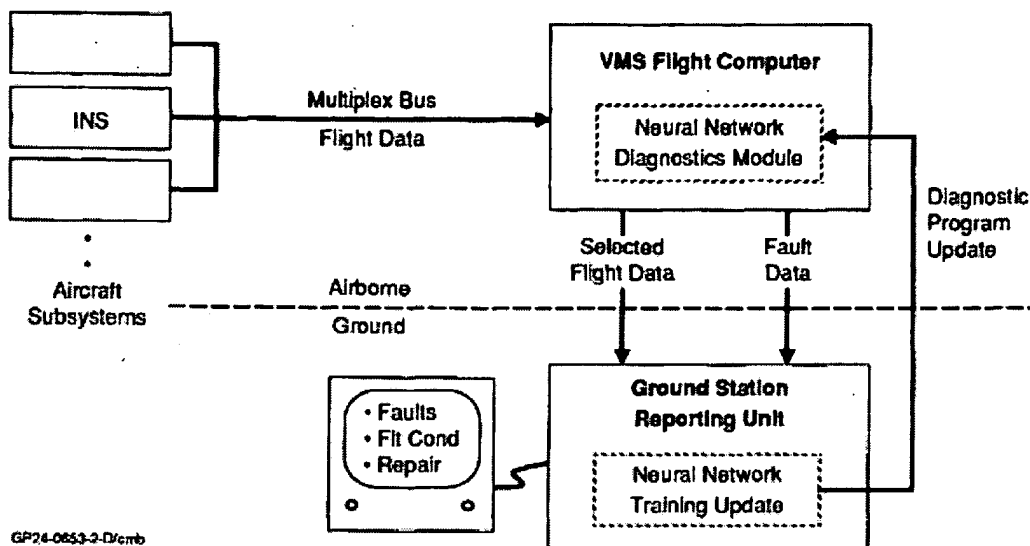 INS
Aircraft
Subsystems
Multiplex Bus
Flight Data
VMS Flight Computer
Neural Network
Diagnostics Module
Selected
Flight Data
Fault
Data
Diagnostic
Program
Update
Airborne
Ground
• Faults
• Flt Cond
• Repair
Ground Station
Reporting Unit
Neural Network
Training Update
GP24-0653-2-D/cmb